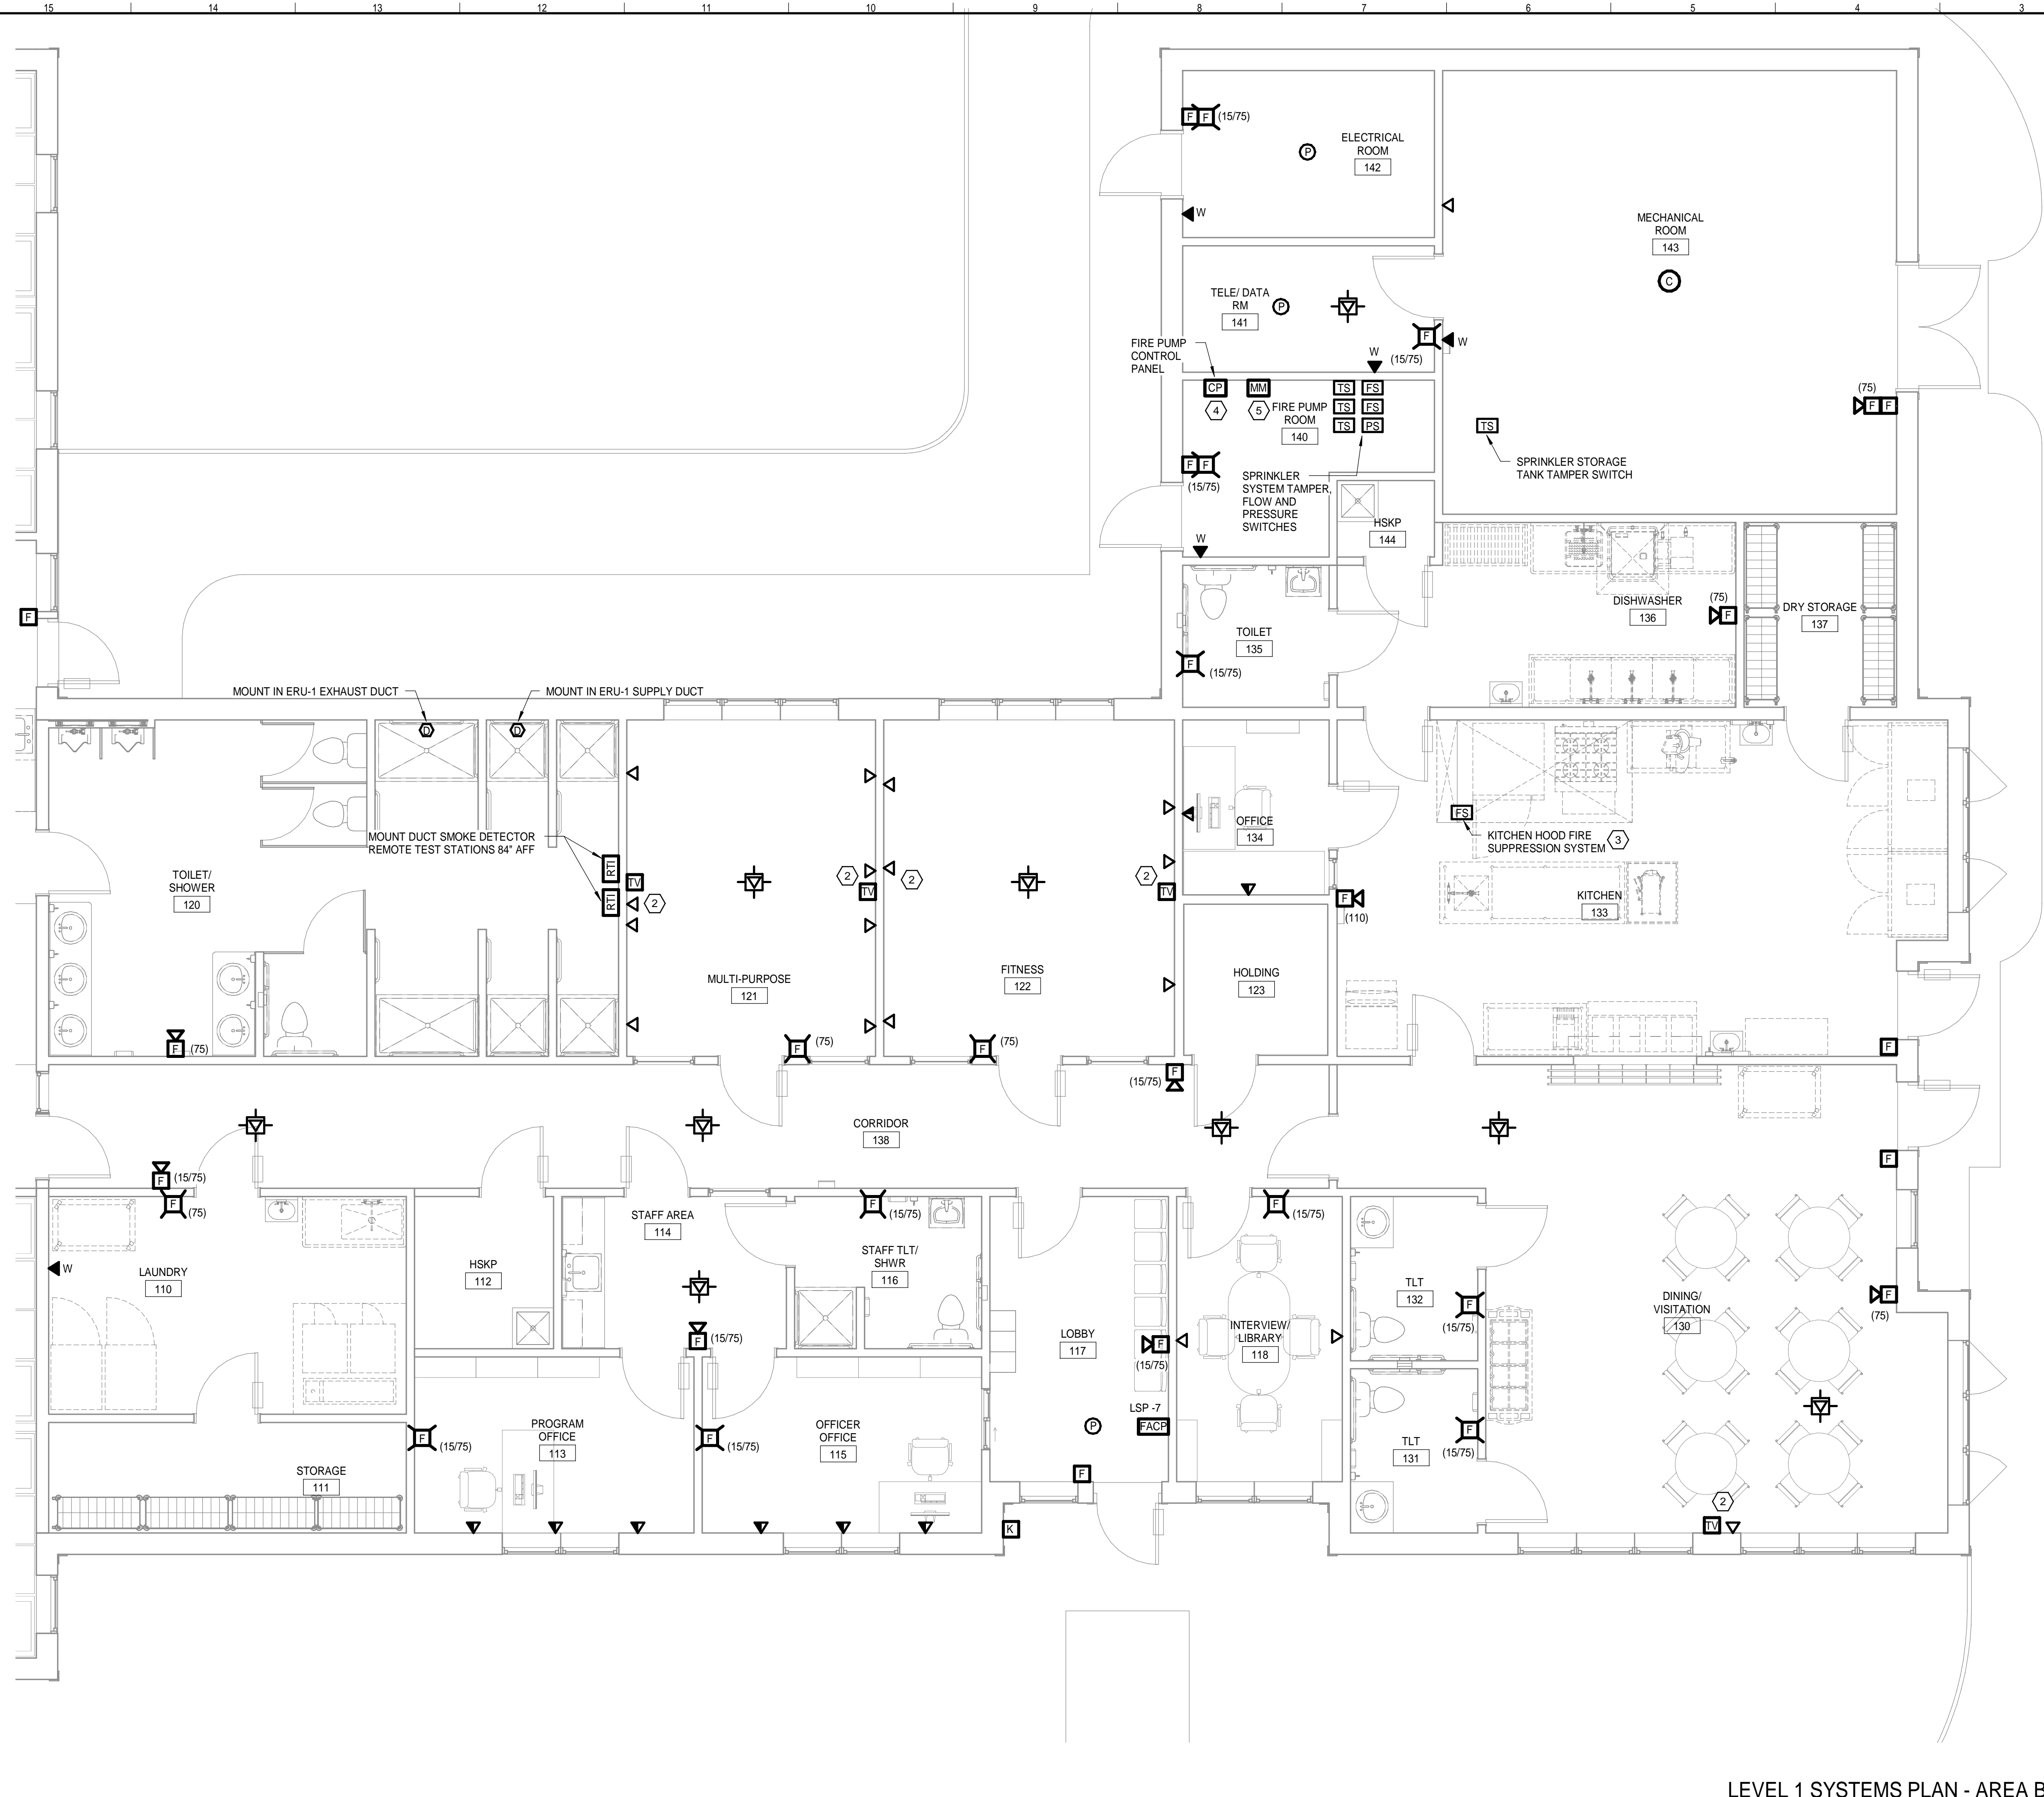 15 14 13 12 11 10 9 8 7 6 5 4 3
F F (15/75)
ELECTRICAL
ROOM
142
P
W
MECHANICAL
ROOM
143
C
TELE/ DATA
RM
141
P
F
(15/75)
W
W
FIRE PUMP
CONTROL
PANEL
CP
MM
4
5
FIRE PUMP
ROOM
140
TS FS
TS FS
TS PS
(75)
F F
TS
SPRINKLER STORAGE
TANK TAMPER SWITCH
F F
(15/75)
SPRINKLER
SYSTEM TAMPER,
FLOW AND
PRESSURE
SWITCHES
W
HSKP
144
F
TOILET
135
F
(15/75)
DISHWASHER
136
(75)
F
DRY STORAGE
137
MOUNT IN ERU-1 EXHAUST DUCT
MOUNT IN ERU-1 SUPPLY DUCT
D
D
MOUNT DUCT SMOKE DETECTOR
REMOTE TEST STATIONS 84" AFF
RTI
RTI
TV
2
2
TV
2
2
TV
OFFICE
134
FS
KITCHEN HOOD FIRE
SUPPRESSION SYSTEM
3
TOILET/
SHOWER
120
F
(110)
KITCHEN
133
MULTI-PURPOSE
121
FITNESS
122
HOLDING
123
F (75)
F (75)
F (75)
F
(15/75)
F
CORRIDOR
138
F (15/75)
F
(75)
F
W
LAUNDRY
110
HSKP
112
STAFF AREA
114
F (15/75)
STAFF TLT/
SHWR
116
F (15/75)
F (15/75)
LOBBY
117
F
(15/75)
INTERVIEW/
LIBRARY
118
TLT
132
F
(15/75)
DINING/
VISITATION
130
F
(75)
STORAGE
111
F (15/75)
PROGRAM
OFFICE
113
F (15/75)
OFFICER
OFFICE
115
P
LSP -7
FACP
F
K
TLT
131
F
(15/75)
2
TV
LEVEL 1 SYSTEMS PLAN - AREA B